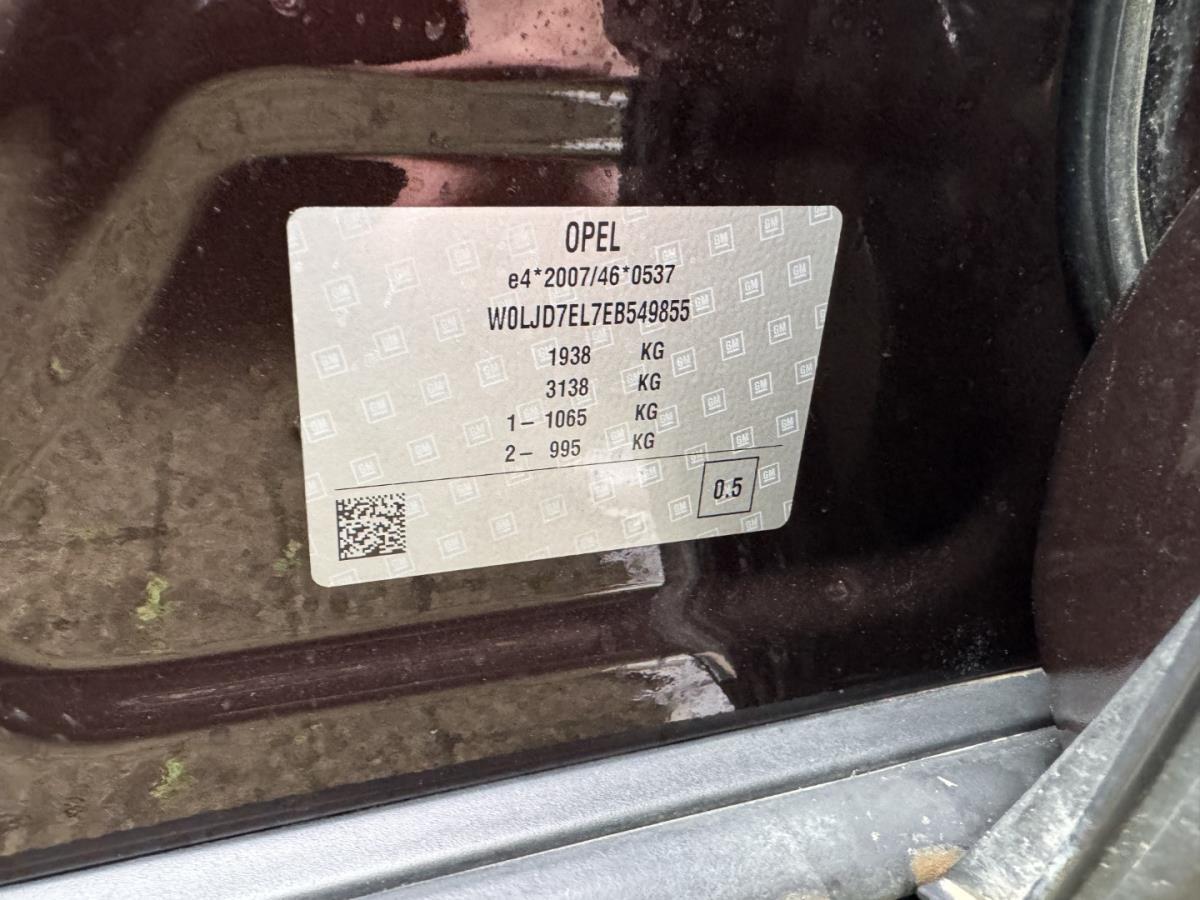 OPEL
e4*2007/46*0537
W0LJD7EL7EB549855
1938 KG
3138 KG
1– 1065 KG
2– 995 KG
0.5